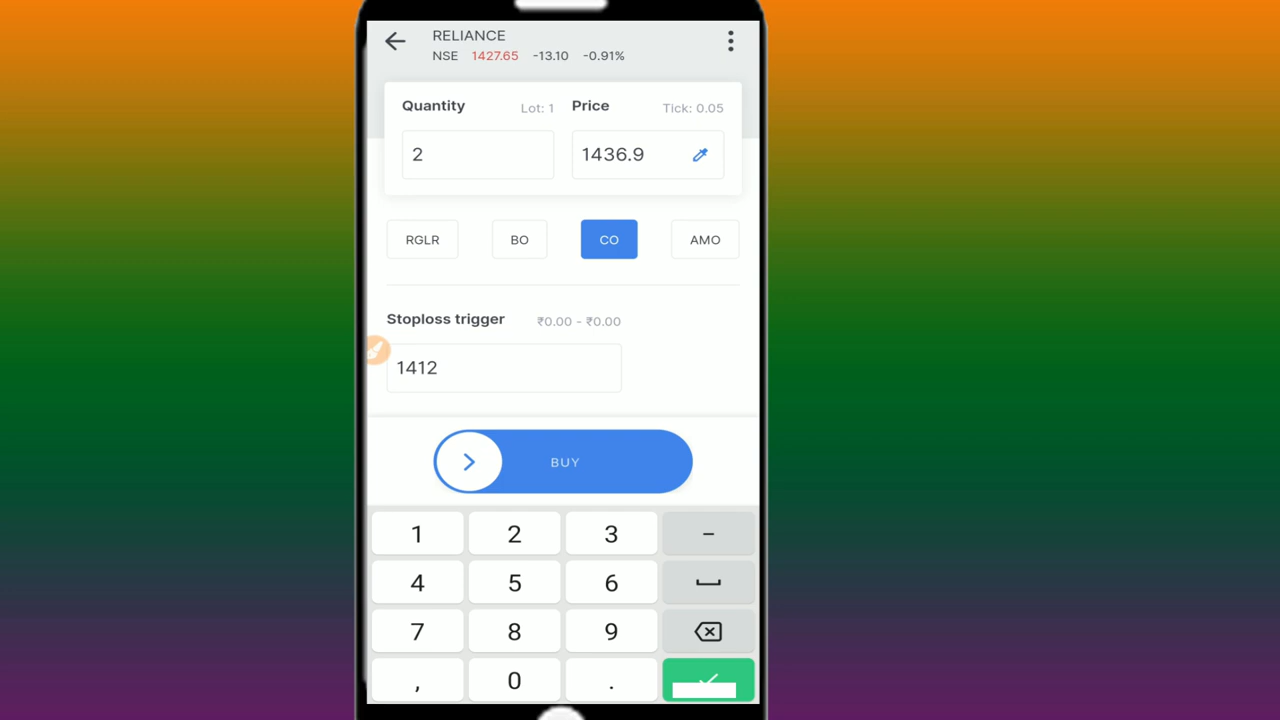 RELIANCE
NSE 1427.65 -13.10 -0.91%
Quantity Lot: 1 Price Tick: 0.05
2 1436.9
RGLR BO CO AMO
Stoploss trigger ₹0.00 - ₹0.00
1412
BUY
1 2 3 -
4 5 6
7 8 9
, 0 .